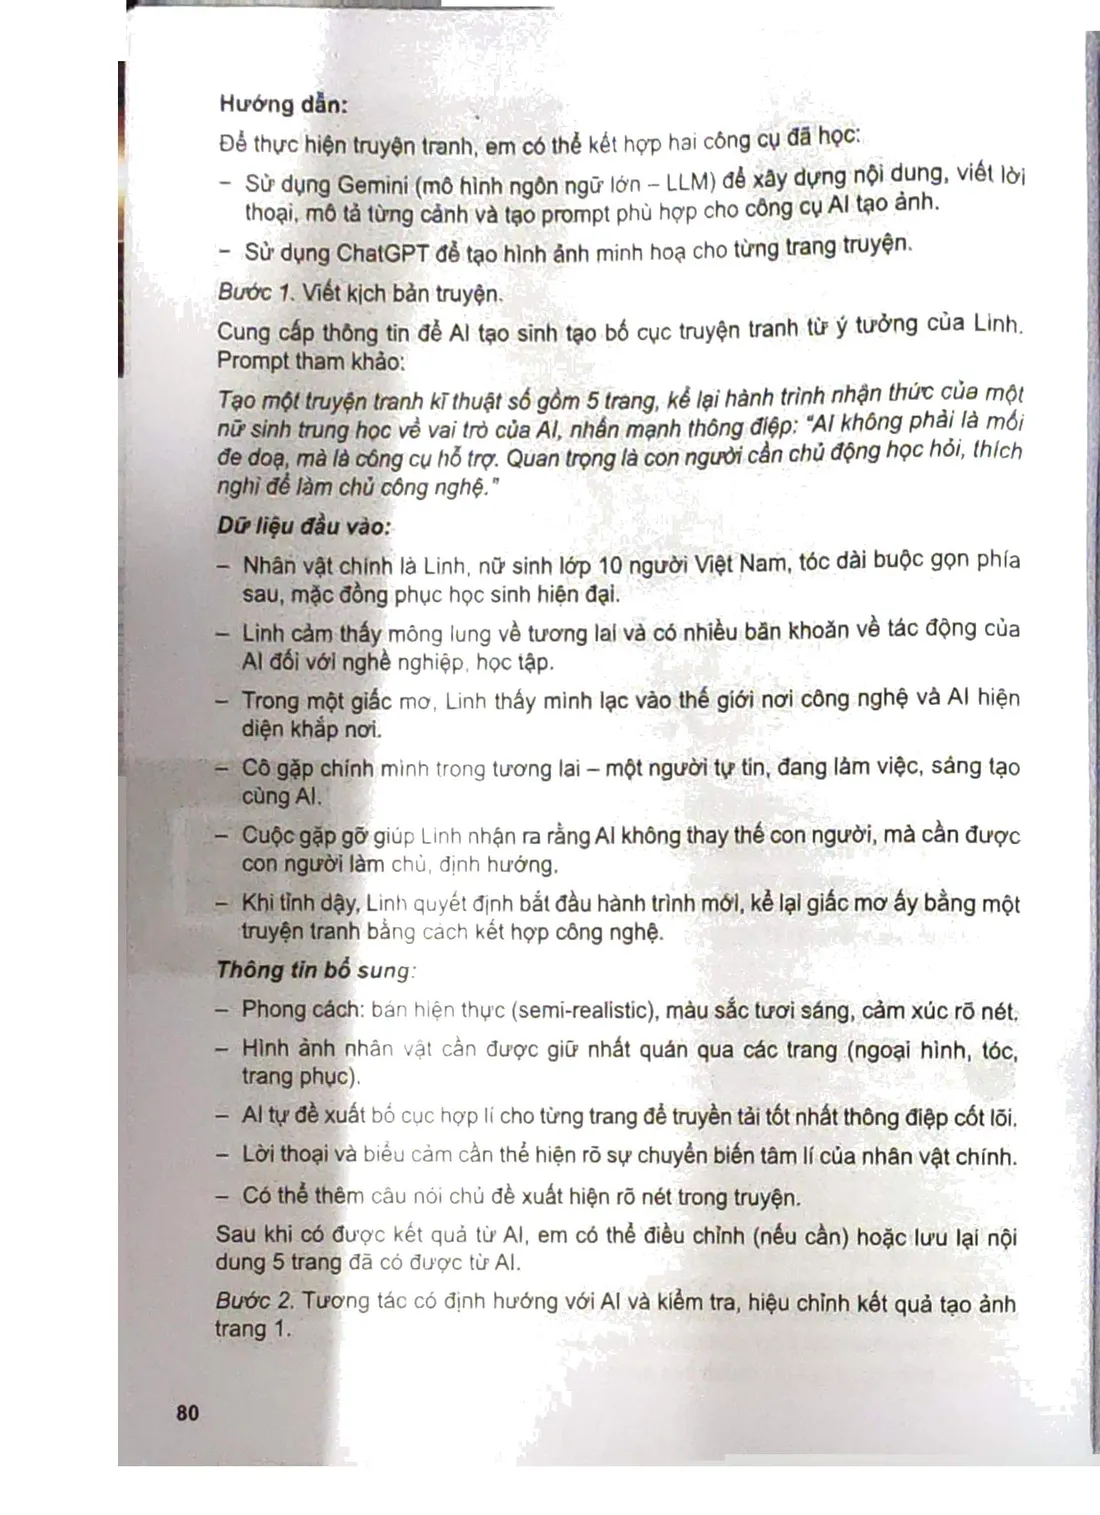 Hướng dẫn:
Để thực hiện truyện tranh, em có thể kết hợp hai công cụ đã học:
– Sử dụng Gemini (mô hình ngôn ngữ lớn – LLM) để xây dựng nội dung, viết lời
thoại, mô tả từng cảnh và tạo prompt phù hợp cho công cụ AI tạo ảnh.
– Sử dụng ChatGPT để tạo hình ảnh minh hoạ cho từng trang truyện.
Bước 1. Viết kịch bản truyện.
Cung cấp thông tin để AI tạo sinh tạo bố cục truyện tranh từ ý tưởng của Linh.
Prompt tham khảo:
Tạo một truyện tranh kĩ thuật số gồm 5 trang, kể lại hành trình nhận thức của một
nữ sinh trung học về vai trò của AI, nhấn mạnh thông điệp: "AI không phải là mối
đe doạ, mà là công cụ hỗ trợ. Quan trọng là con người cần chủ động học hỏi, thích
nghi để làm chủ công nghệ."
Dữ liệu đầu vào:
– Nhân vật chính là Linh, nữ sinh lớp 10 người Việt Nam, tóc dài buộc gọn phía
sau, mặc đồng phục học sinh hiện đại.
– Linh cảm thấy mông lung về tương lai và có nhiều băn khoăn về tác động của
AI đối với nghề nghiệp, học tập.
– Trong một giấc mơ, Linh thấy mình lạc vào thế giới nơi công nghệ và AI hiện
diện khắp nơi.
– Cô gặp chính mình trong tương lai – một người tự tin, đang làm việc, sáng tạo
cùng AI.
– Cuộc gặp gỡ giúp Linh nhận ra rằng AI không thay thế con người, mà cần được
con người làm chủ, định hướng.
– Khi tỉnh dậy, Linh quyết định bắt đầu hành trình mới, kể lại giấc mơ ấy bằng một
truyện tranh bằng cách kết hợp công nghệ.
Thông tin bổ sung:
– Phong cách: bán hiện thực (semi-realistic), màu sắc tươi sáng, cảm xúc rõ nét.
– Hình ảnh nhân vật cần được giữ nhất quán qua các trang (ngoại hình, tóc,
trang phục).
– AI tự đề xuất bố cục hợp lí cho từng trang để truyền tải tốt nhất thông điệp cốt lõi.
– Lời thoại và biểu cảm cần thể hiện rõ sự chuyển biến tâm lí của nhân vật chính.
– Có thể thêm câu nói chủ đề xuất hiện rõ nét trong truyện.
Sau khi có được kết quả từ AI, em có thể điều chỉnh (nếu cần) hoặc lưu lại nội
dung 5 trang đã có được từ AI.
Bước 2. Tương tác có định hướng với AI và kiểm tra, hiệu chỉnh kết quả tạo ảnh
trang 1.
80